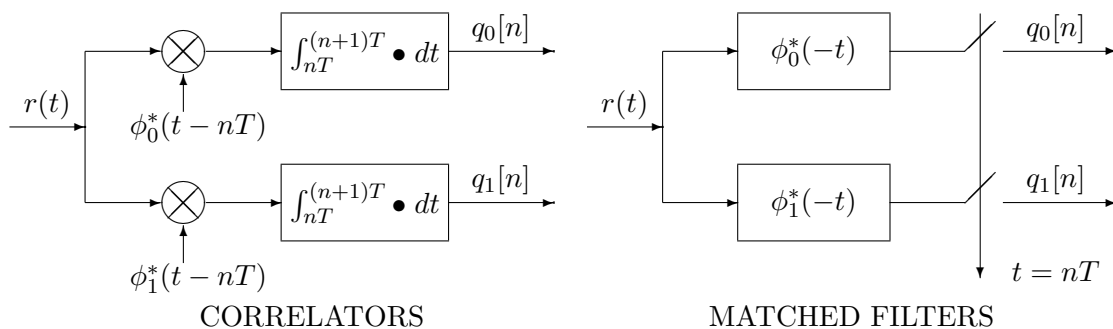 r(t)
ϕ₀*(t − nT)
∫_{nT}^{(n+1)T} • dt
q₀[n]
ϕ₁*(t − nT)
∫_{nT}^{(n+1)T} • dt
q₁[n]
CORRELATORS
r(t)
ϕ₀*(−t)
q₀[n]
ϕ₁*(−t)
q₁[n]
t = nT
MATCHED FILTERS